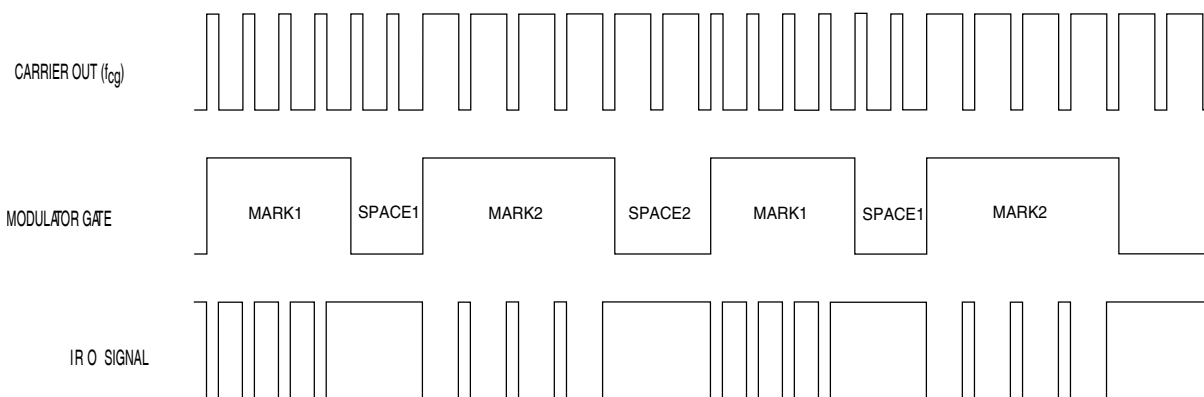 CARRIER OUT (fcg)
MODULATOR GATE
MARK1 SPACE1 MARK2 SPACE2 MARK1 SPACE1 MARK2
IR O SIGNAL